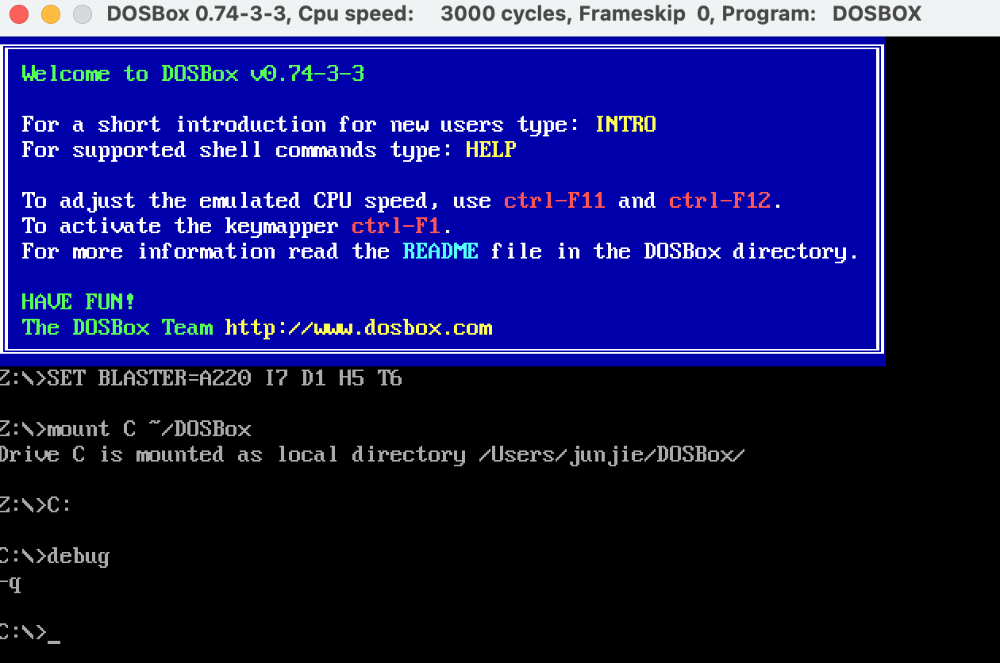 DOSBox 0.74-3-3, Cpu speed:    3000 cycles, Frameskip  0, Program:   DOSBOX
Welcome to DOSBox v0.74-3-3
For a short introduction for new users type: INTRO
For supported shell commands type: HELP
To adjust the emulated CPU speed, use ctrl-F11 and ctrl-F12.
To activate the keymapper ctrl-F1.
For more information read the README file in the DOSBox directory.
HAVE FUN!
The DOSBox Team http://www.dosbox.com
Z:\>SET BLASTER=A220 I7 D1 H5 T6
Z:\>mount C ~/DOSBox
Drive C is mounted as local directory /Users/junjie/DOSBox/
Z:\>C:
C:\>debug
-q
C:\>_